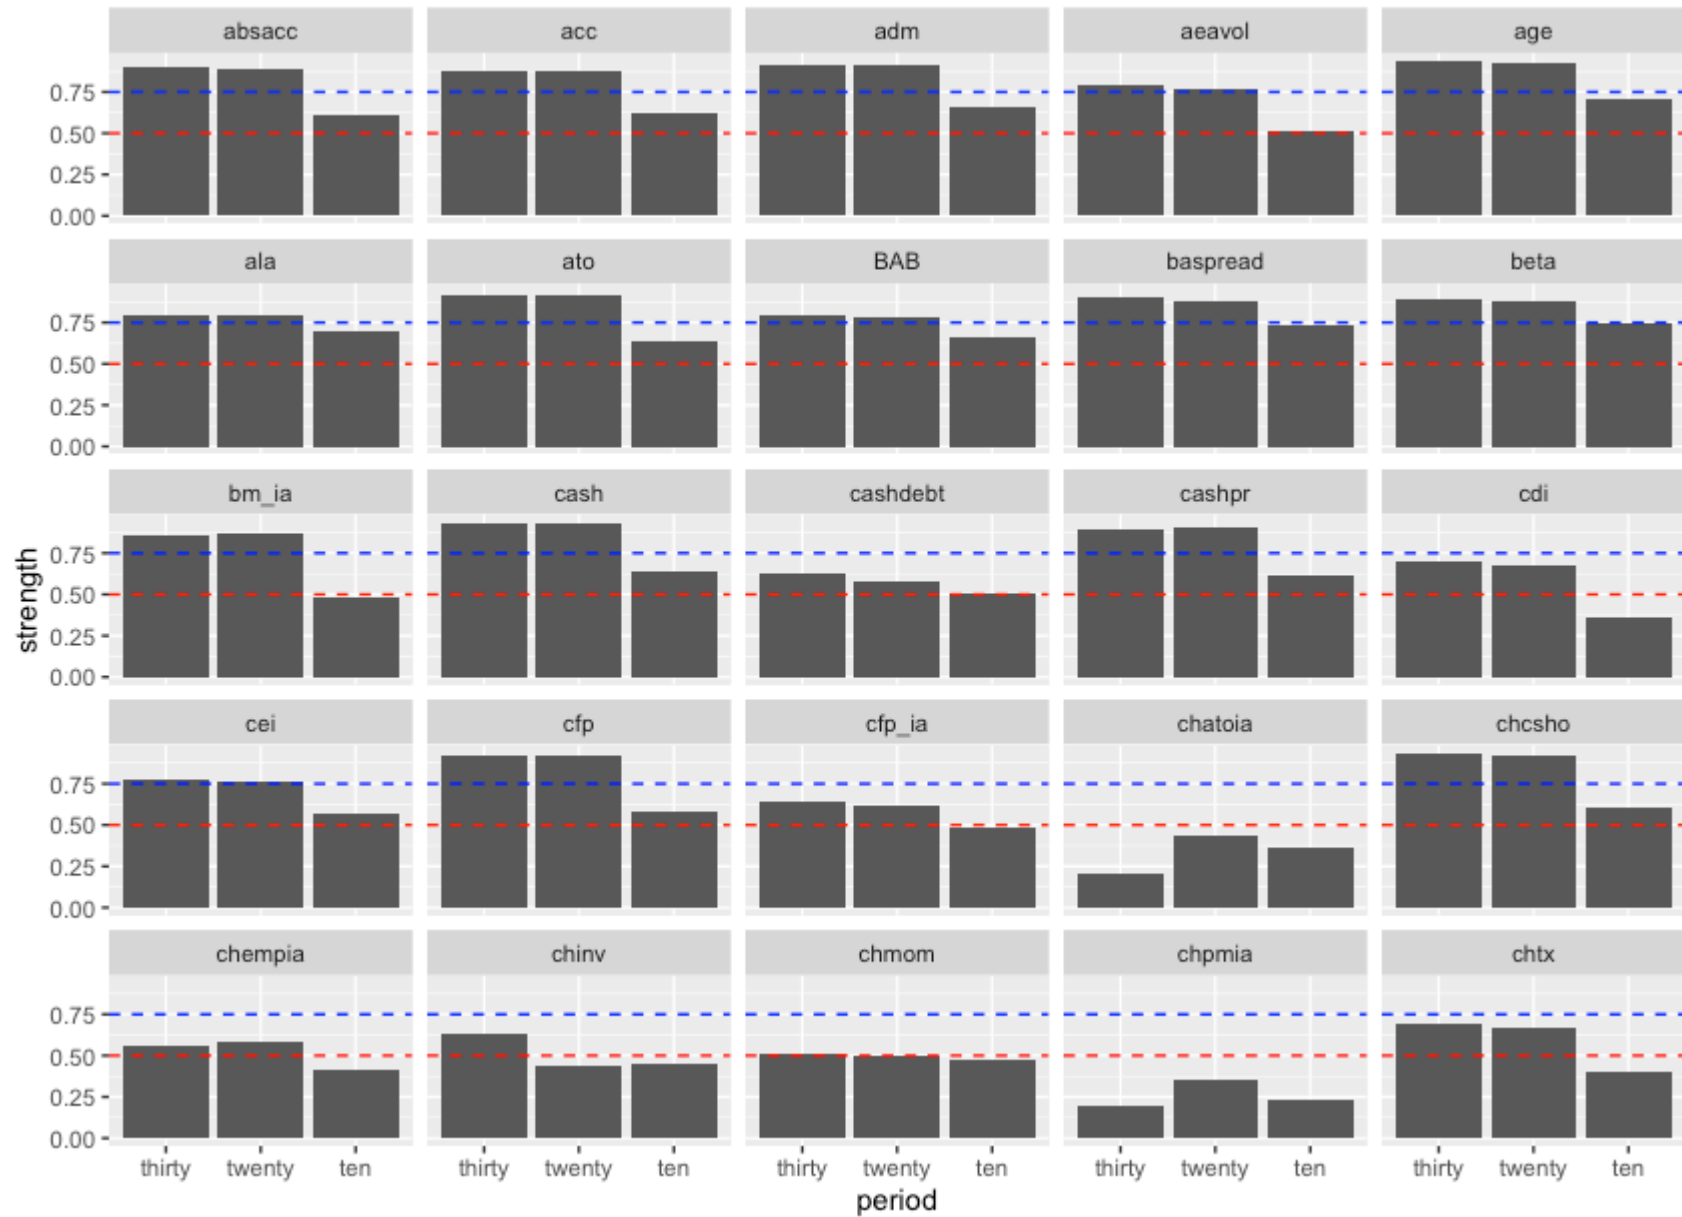 absacc acc adm aeavol age
0.75
0.50
0.25
0.00
ala ato BAB baspread beta
0.75
0.50
0.25
0.00
bm_ia cash cashdebt cashpr cdi
0.75
0.50
0.25
0.00
strength
cei cfp cfp_ia chatoia chcsho
0.75
0.50
0.25
0.00
chempia chinv chmom chpmia chtx
0.75
0.50
0.25
0.00
thirty twenty ten thirty twenty ten thirty twenty ten thirty twenty ten thirty twenty ten
period